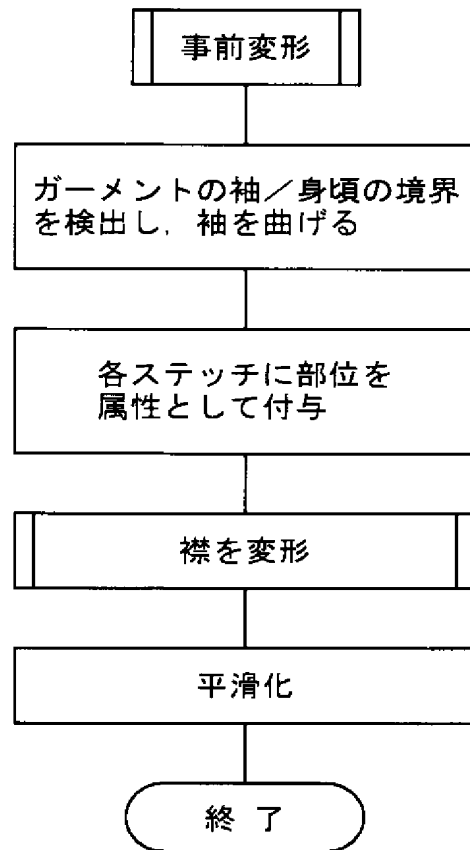 事前変形
ガーメントの袖／身頃の境界
を検出し，袖を曲げる
各ステッチに部位を
属性として付与
襟を変形
平滑化
終 了